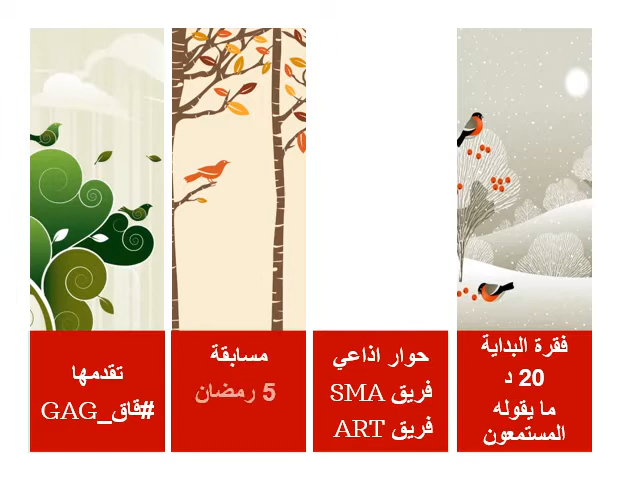 فقرة البداية
20 د
ما يقوله
المستمعون
حوار اذاعي
فريق SMA
فريق ART
مسابقة
5 رمضان
تقدمها
#قاق_GAG